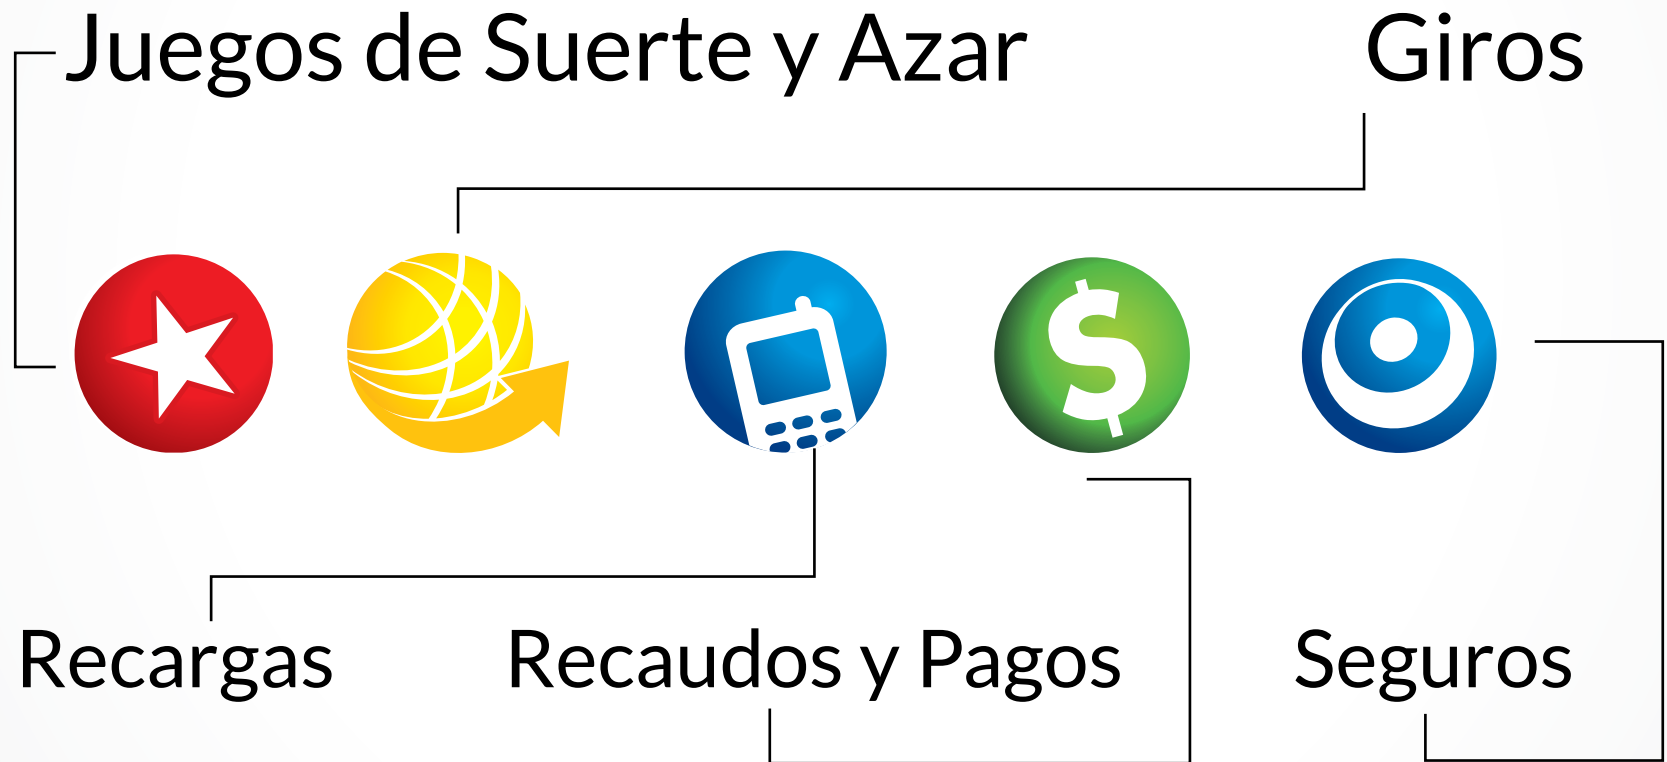 Juegos de Suerte y Azar
Giros
$
Recargas
Recaudos y Pagos
Seguros